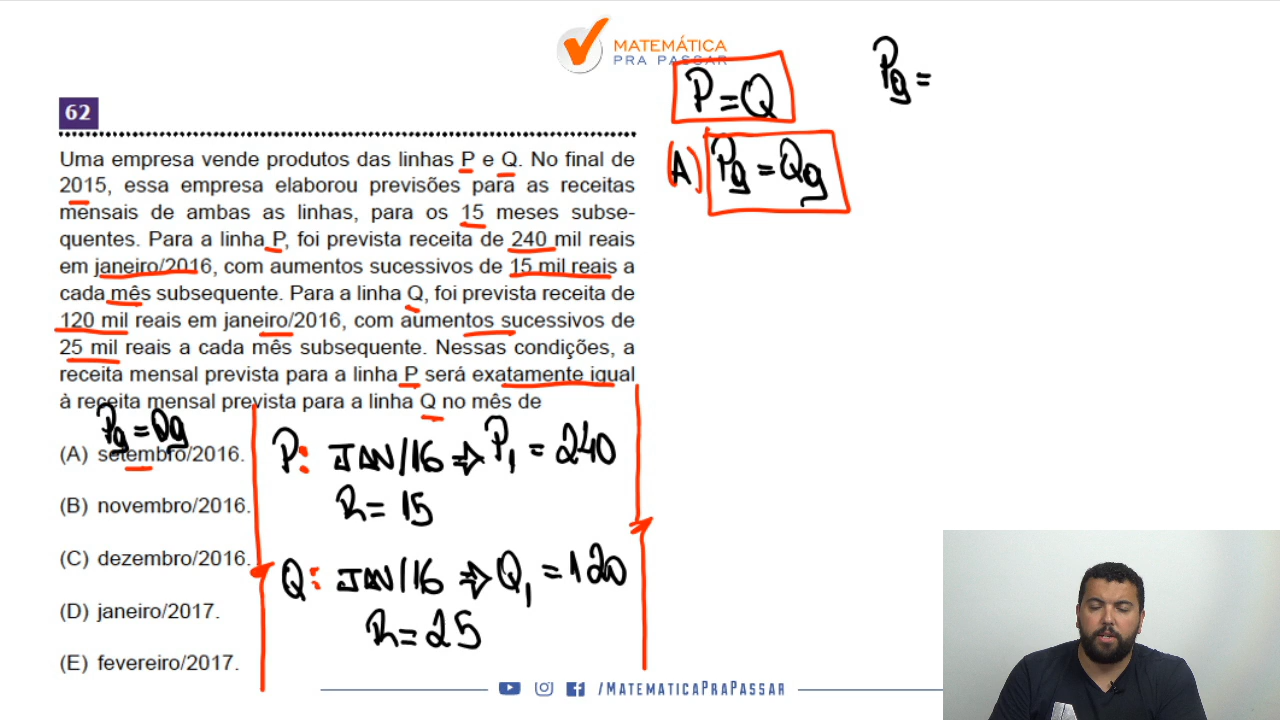 MATEMÁTICA
PRA PASSAR
62
Uma empresa vende produtos das linhas P e Q. No final de
2015, essa empresa elaborou previsões para as receitas
mensais de ambas as linhas, para os 15 meses subse-
quentes. Para a linha P, foi prevista receita de 240 mil reais
em janeiro/2016, com aumentos sucessivos de 15 mil reais a
cada mês subsequente. Para a linha Q, foi prevista receita de
120 mil reais em janeiro/2016, com aumentos sucessivos de
25 mil reais a cada mês subsequente. Nessas condições, a
receita mensal prevista para a linha P será exatamente igual
à receita mensal prevista para a linha Q no mês de
P9 = Q9
(A) setembro/2016.
(B) novembro/2016.
(C) dezembro/2016.
(D) janeiro/2017.
(E) fevereiro/2017.
P: JAN/16 ⇒ P1 = 240
R = 15
Q: JAN/16 ⇒ Q1 = 120
R = 25
P = Q
(A) P9 = Q9
P9 =
/MATEMATICAPRAPASSAR